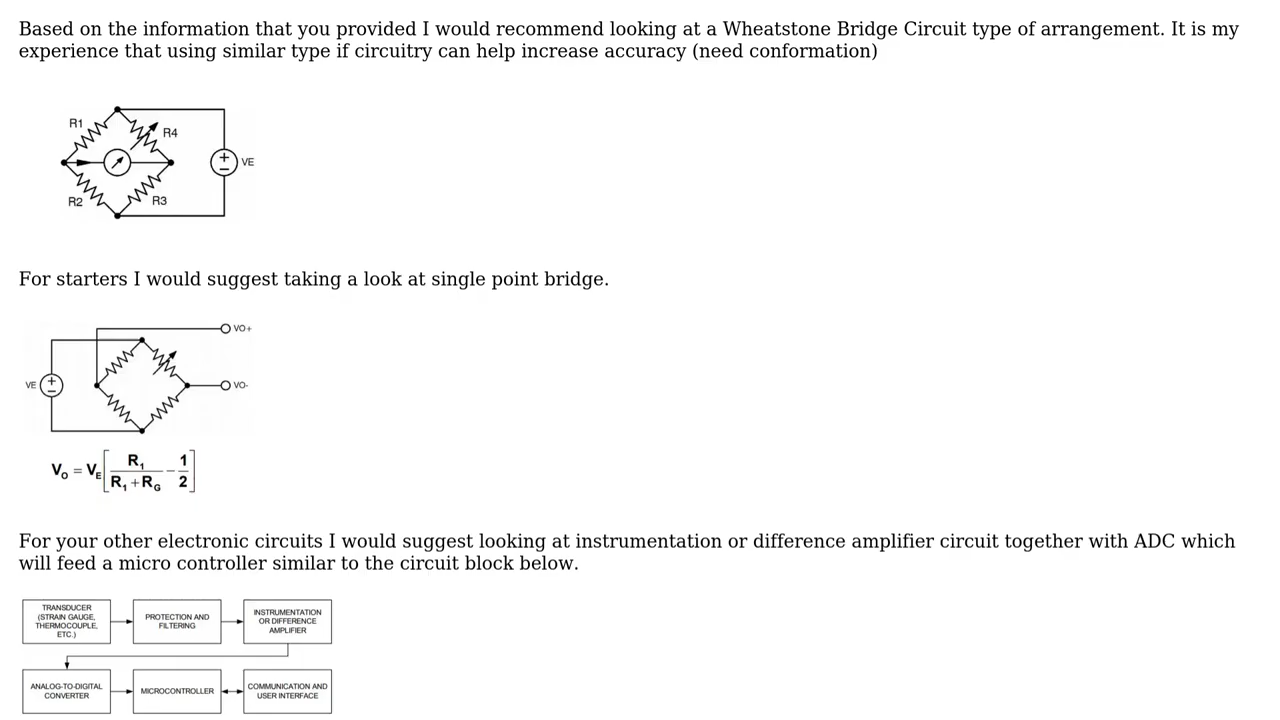 Based on the information that you provided I would recommend looking at a Wheatstone Bridge Circuit type of arrangement. It is my
experience that using similar type if circuitry can help increase accuracy (need conformation)
R1
R4
+
−
VE
R2
R3
For starters I would suggest taking a look at single point bridge.
VO+
VE
+
−
VO-
V_O = V_E [ R_1 / (R_1 + R_G) − 1/2 ]
For your other electronic circuits I would suggest looking at instrumentation or difference amplifier circuit together with ADC which
will feed a micro controller similar to the circuit block below.
TRANSDUCER
(STRAIN GAUGE,
THERMOCOUPLE,
ETC.)
PROTECTION AND
FILTERING
INSTRUMENTATION
OR DIFFERENCE
AMPLIFIER
ANALOG-TO-DIGITAL
CONVERTER
MICROCONTROLLER
COMMUNICATION AND
USER INTERFACE